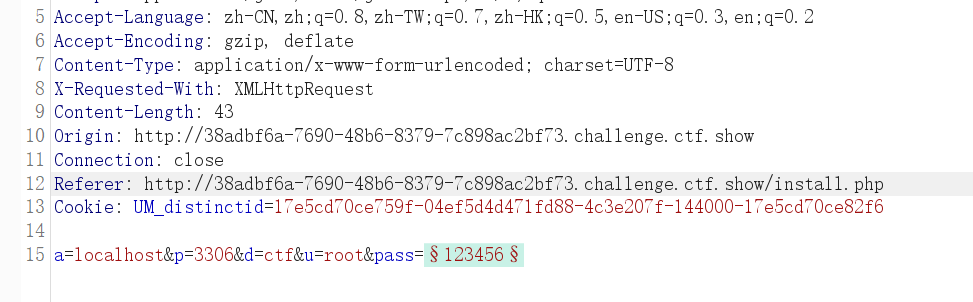 5 Accept-Language: zh-CN,zh;q=0.8,zh-TW;q=0.7,zh-HK;q=0.5,en-US;q=0.3,en;q=0.2
6 Accept-Encoding: gzip, deflate
7 Content-Type: application/x-www-form-urlencoded; charset=UTF-8
8 X-Requested-With: XMLHttpRequest
9 Content-Length: 43
10 Origin: http://38adbf6a-7690-48b6-8379-7c898ac2bf73.challenge.ctf.show
11 Connection: close
12 Referer: http://38adbf6a-7690-48b6-8379-7c898ac2bf73.challenge.ctf.show/install.php
13 Cookie: UM_distinctid=17e5cd70ce759f-04ef5d4d471fd88-4c3e207f-144000-17e5cd70ce82f6
14
15 a=localhost&p=3306&d=ctf&u=root&pass=§123456§